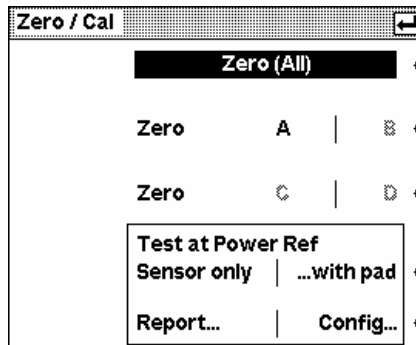 Zero / Cal
Zero (All)
Zero A | B
Zero C | D
Test at Power Ref
Sensor only | ...with pad
Report... | Config...